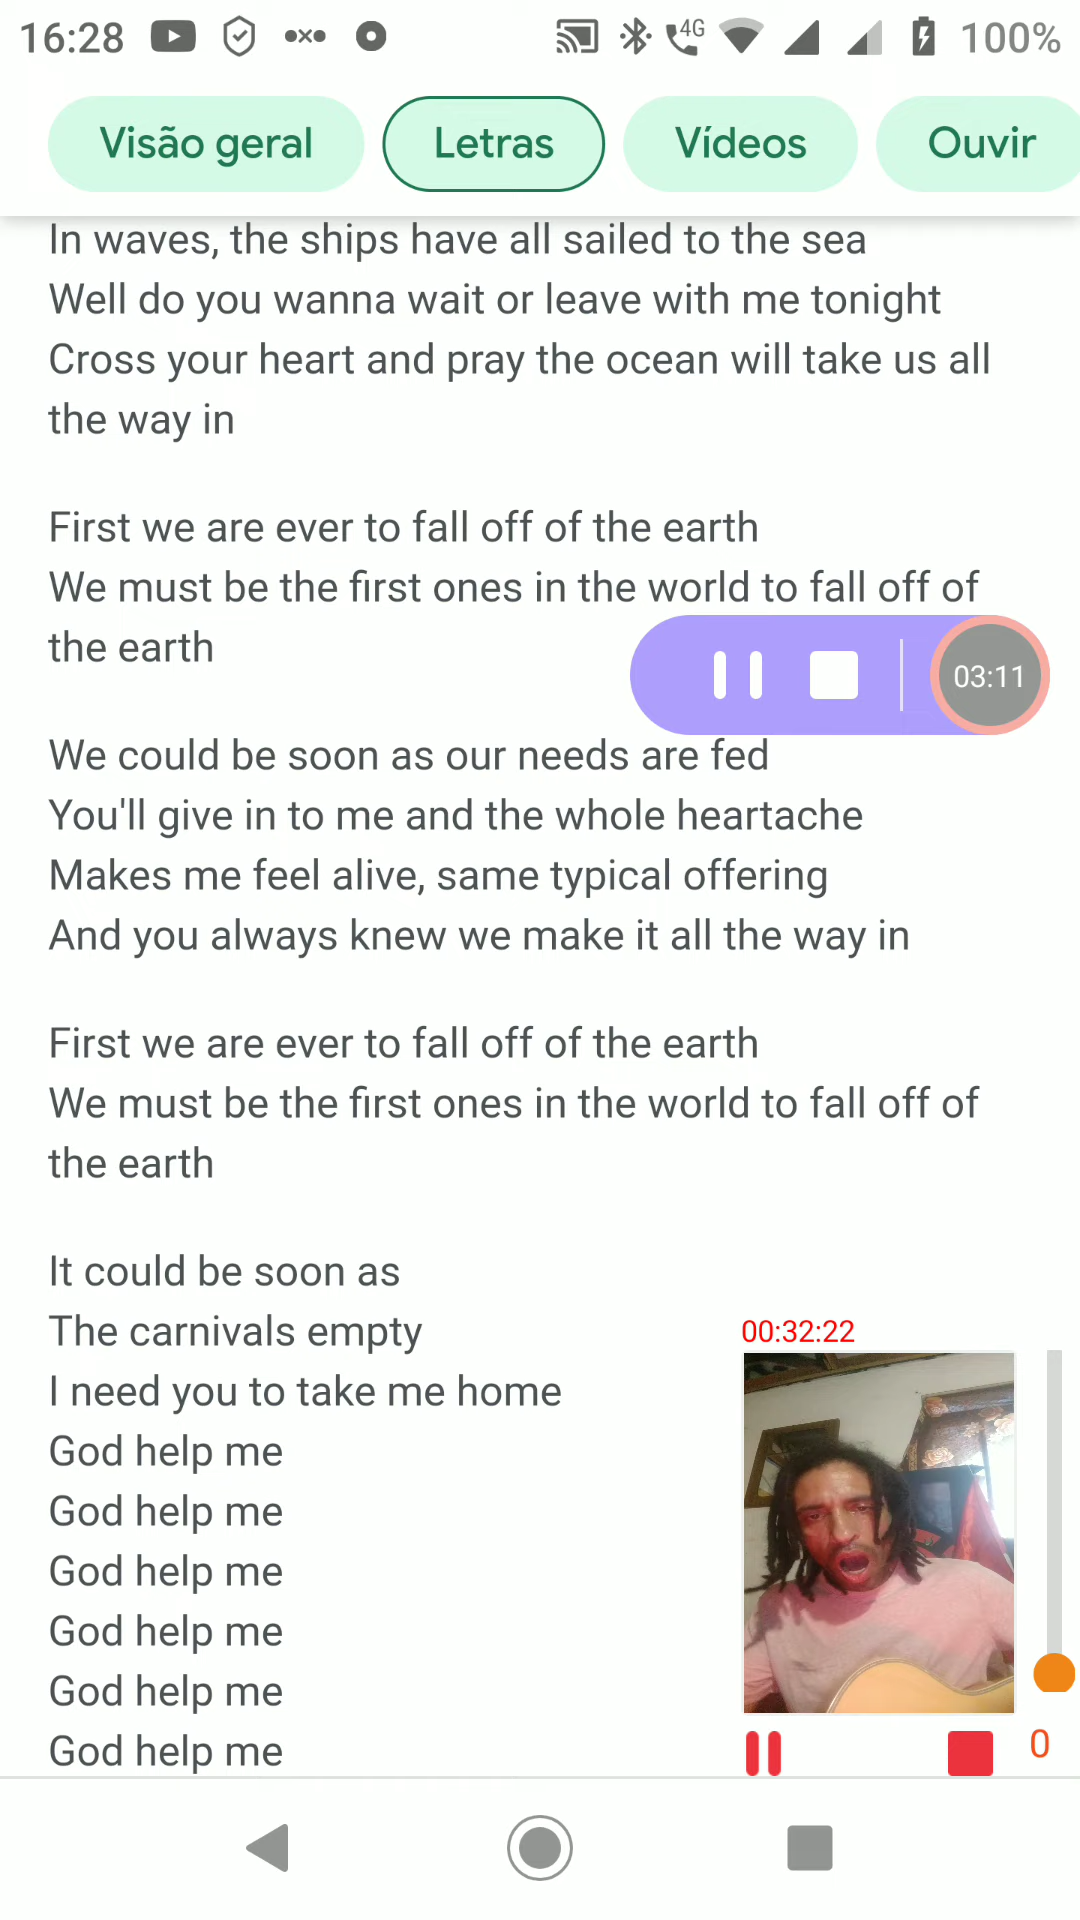 16:28 4G 100%
Visão geral Letras Vídeos Ouvir
In waves, the ships have all sailed to the sea
Well do you wanna wait or leave with me tonight
Cross your heart and pray the ocean will take us all
the way in
First we are ever to fall off of the earth
We must be the first ones in the world to fall off of
the earth
03:11
We could be soon as our needs are fed
You'll give in to me and the whole heartache
Makes me feel alive, same typical offering
And you always knew we make it all the way in
First we are ever to fall off of the earth
We must be the first ones in the world to fall off of
the earth
It could be soon as
The carnivals empty
I need you to take me home
God help me
God help me
God help me
God help me
God help me
God help me
00:32:22
0